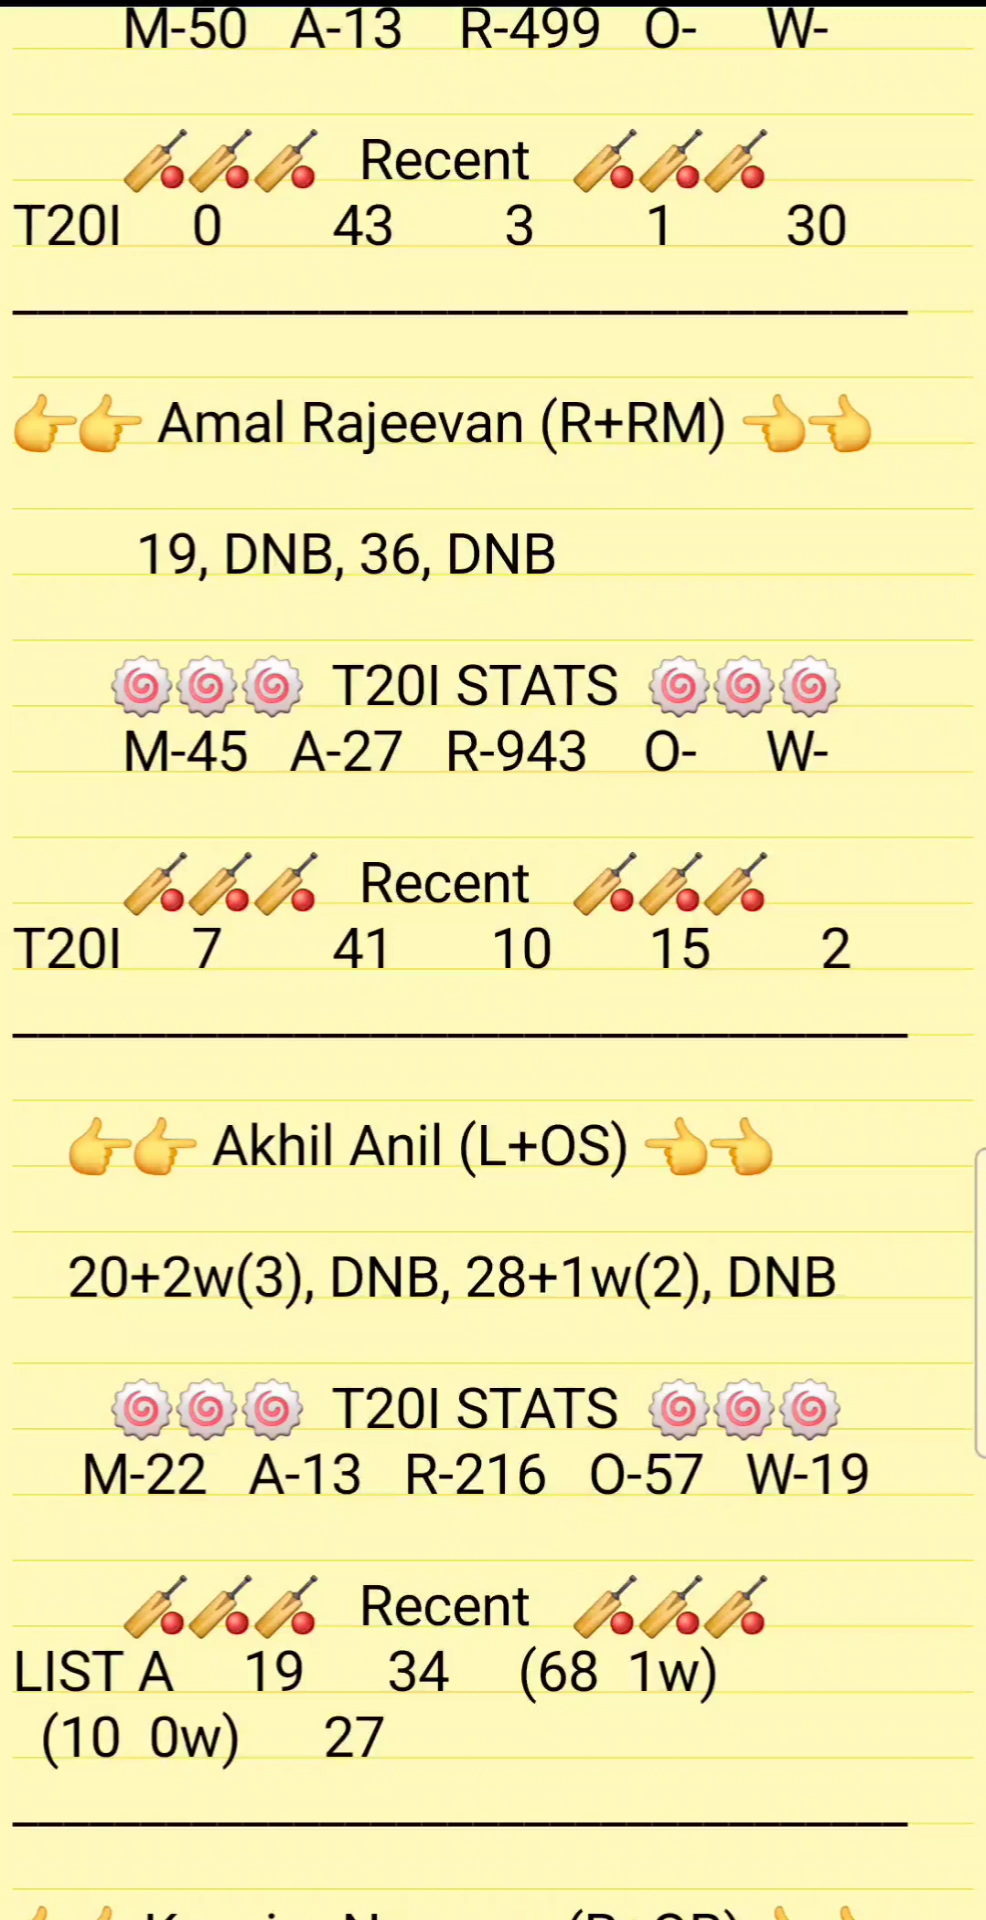 M-50 A-13 R-499 O- W-
🏏🏏🏏 Recent 🏏🏏🏏
T20I 0 43 3 1 30
👉👉 Amal Rajeevan (R+RM) 👈👈
19, DNB, 36, DNB
🍥🍥🍥 T20I STATS 🍥🍥🍥
M-45 A-27 R-943 O- W-
🏏🏏🏏 Recent 🏏🏏🏏
T20I 7 41 10 15 2
👉👉 Akhil Anil (L+OS) 👈👈
20+2w(3), DNB, 28+1w(2), DNB
🍥🍥🍥 T20I STATS 🍥🍥🍥
M-22 A-13 R-216 O-57 W-19
🏏🏏🏏 Recent 🏏🏏🏏
LIST A 19 34 (68 1w)
(10 0w) 27